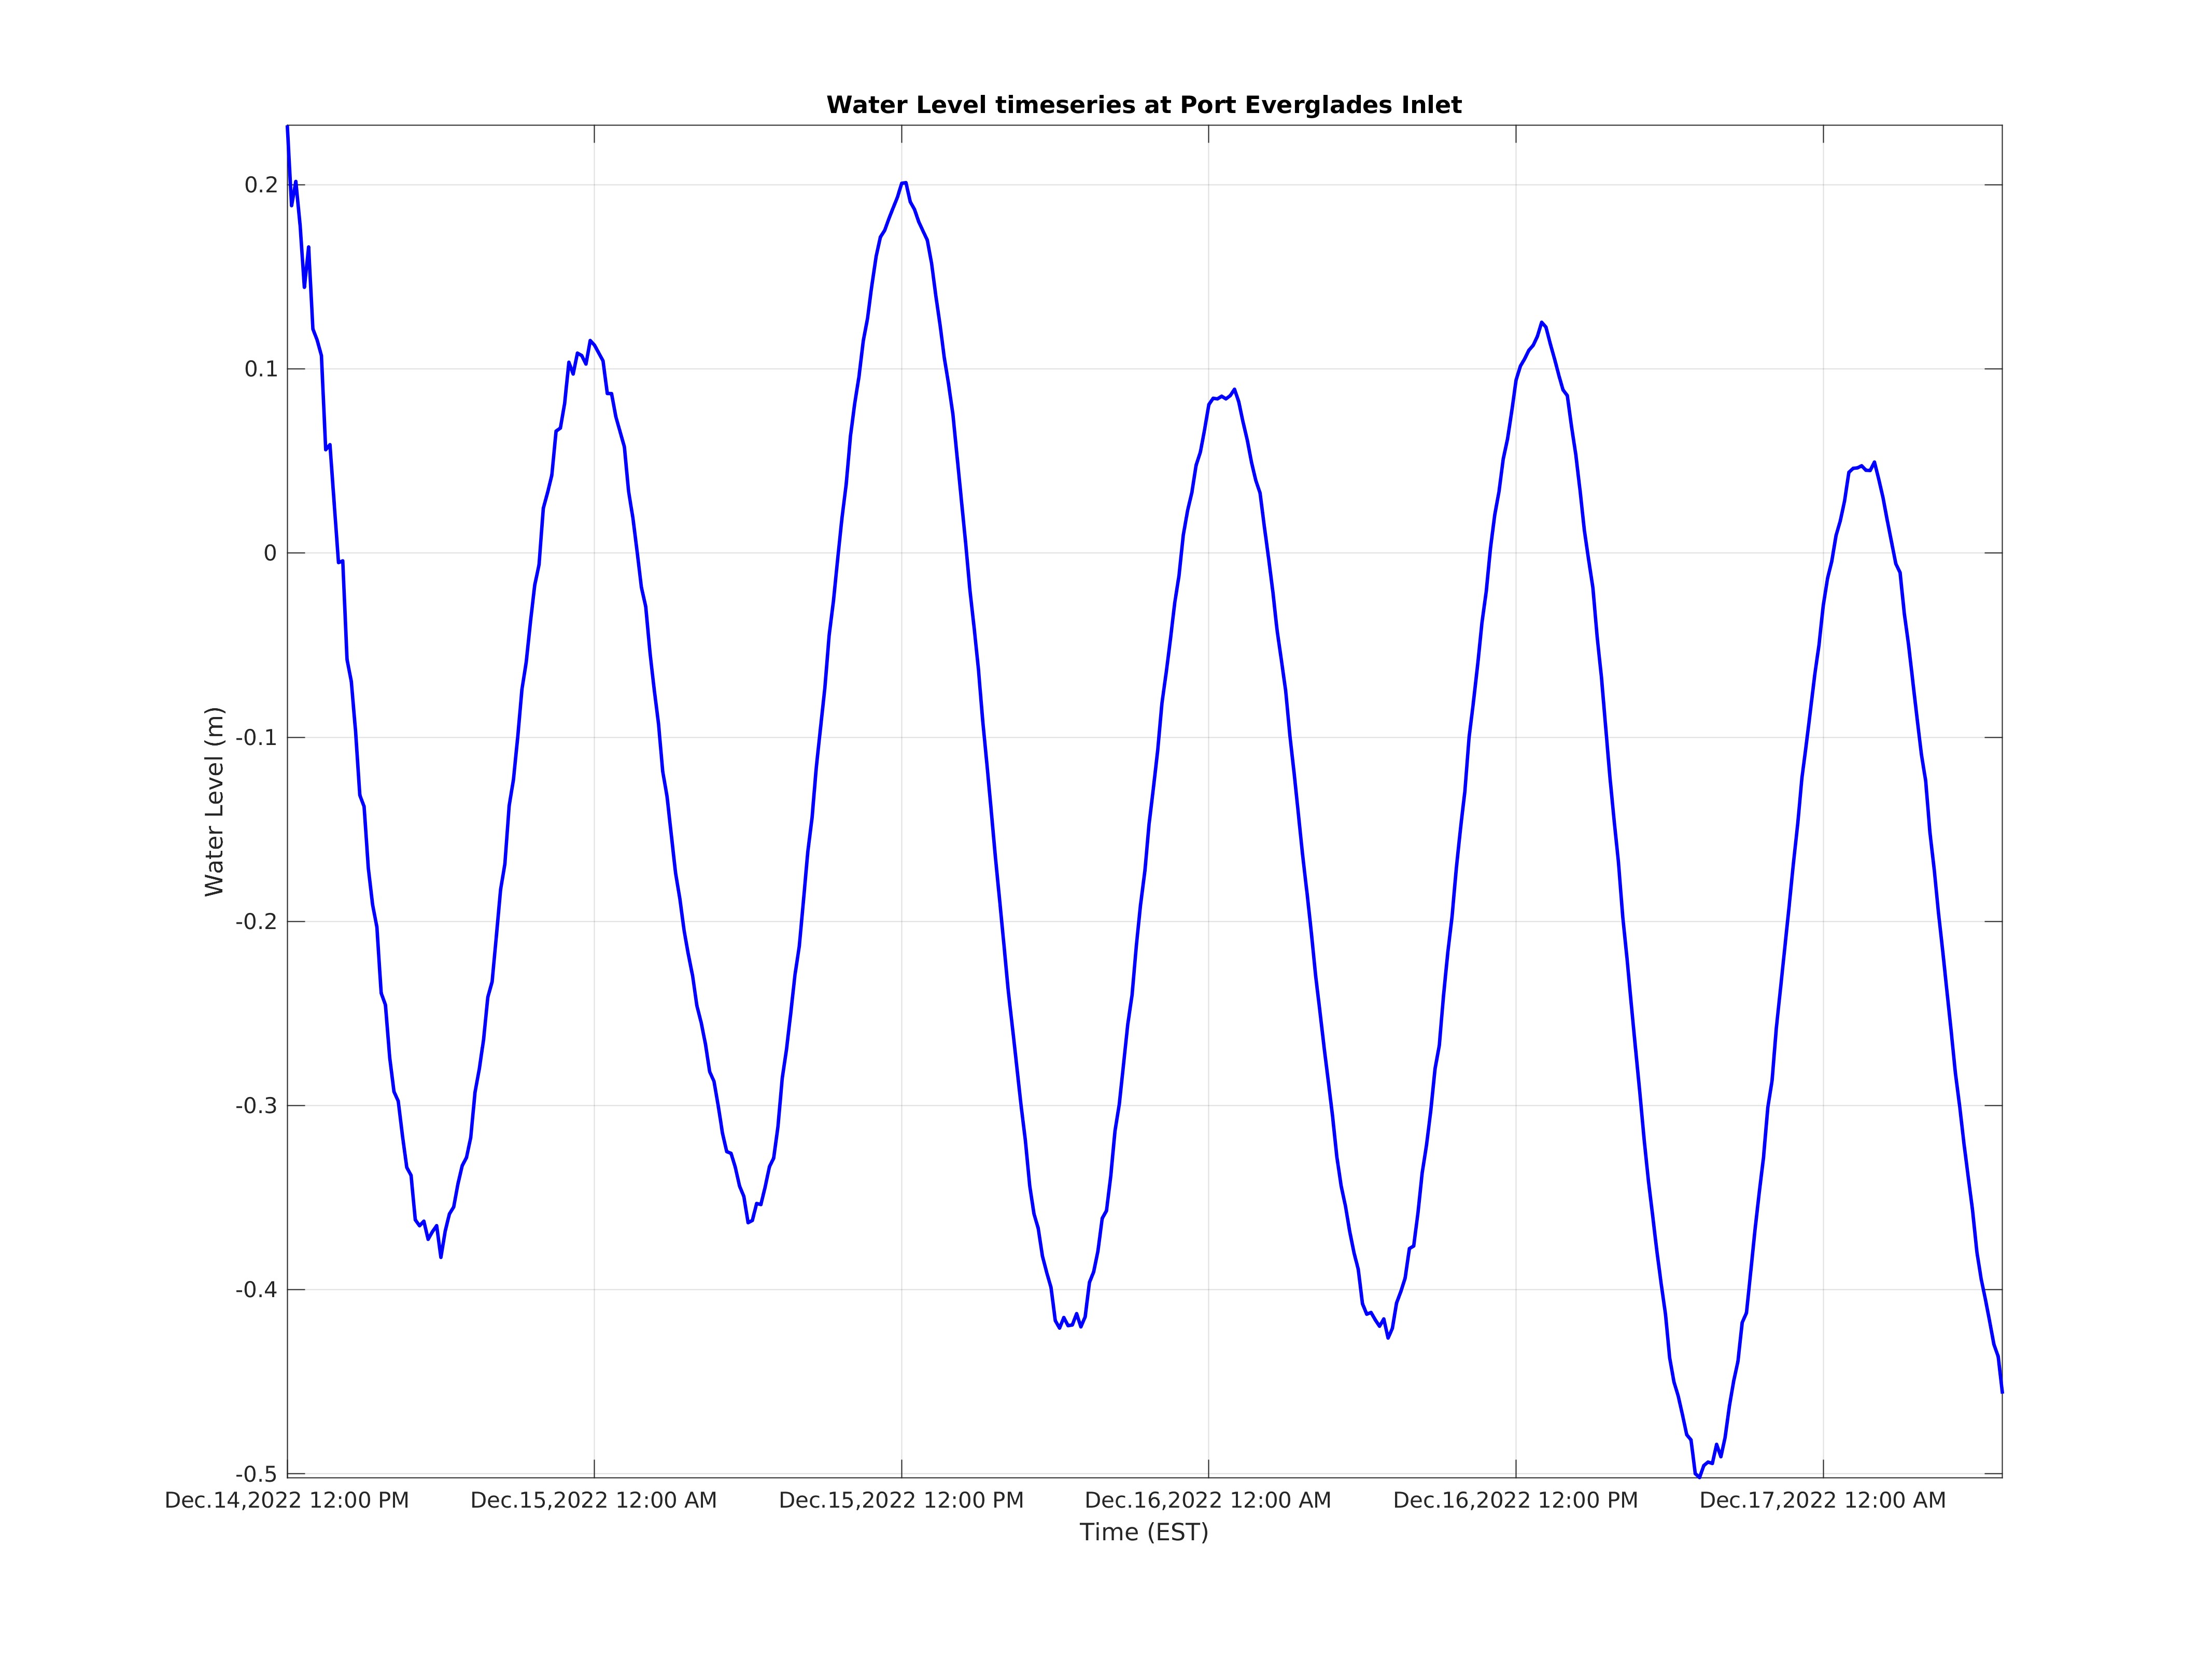 Water Level timeseries at Port Everglades Inlet
0.2
0.1
0
-0.1
-0.2
-0.3
-0.4
-0.5
Water Level (m)
Dec.14,2022 12:00 PM Dec.15,2022 12:00 AM Dec.15,2022 12:00 PM Dec.16,2022 12:00 AM Dec.16,2022 12:00 PM Dec.17,2022 12:00 AM
Time (EST)